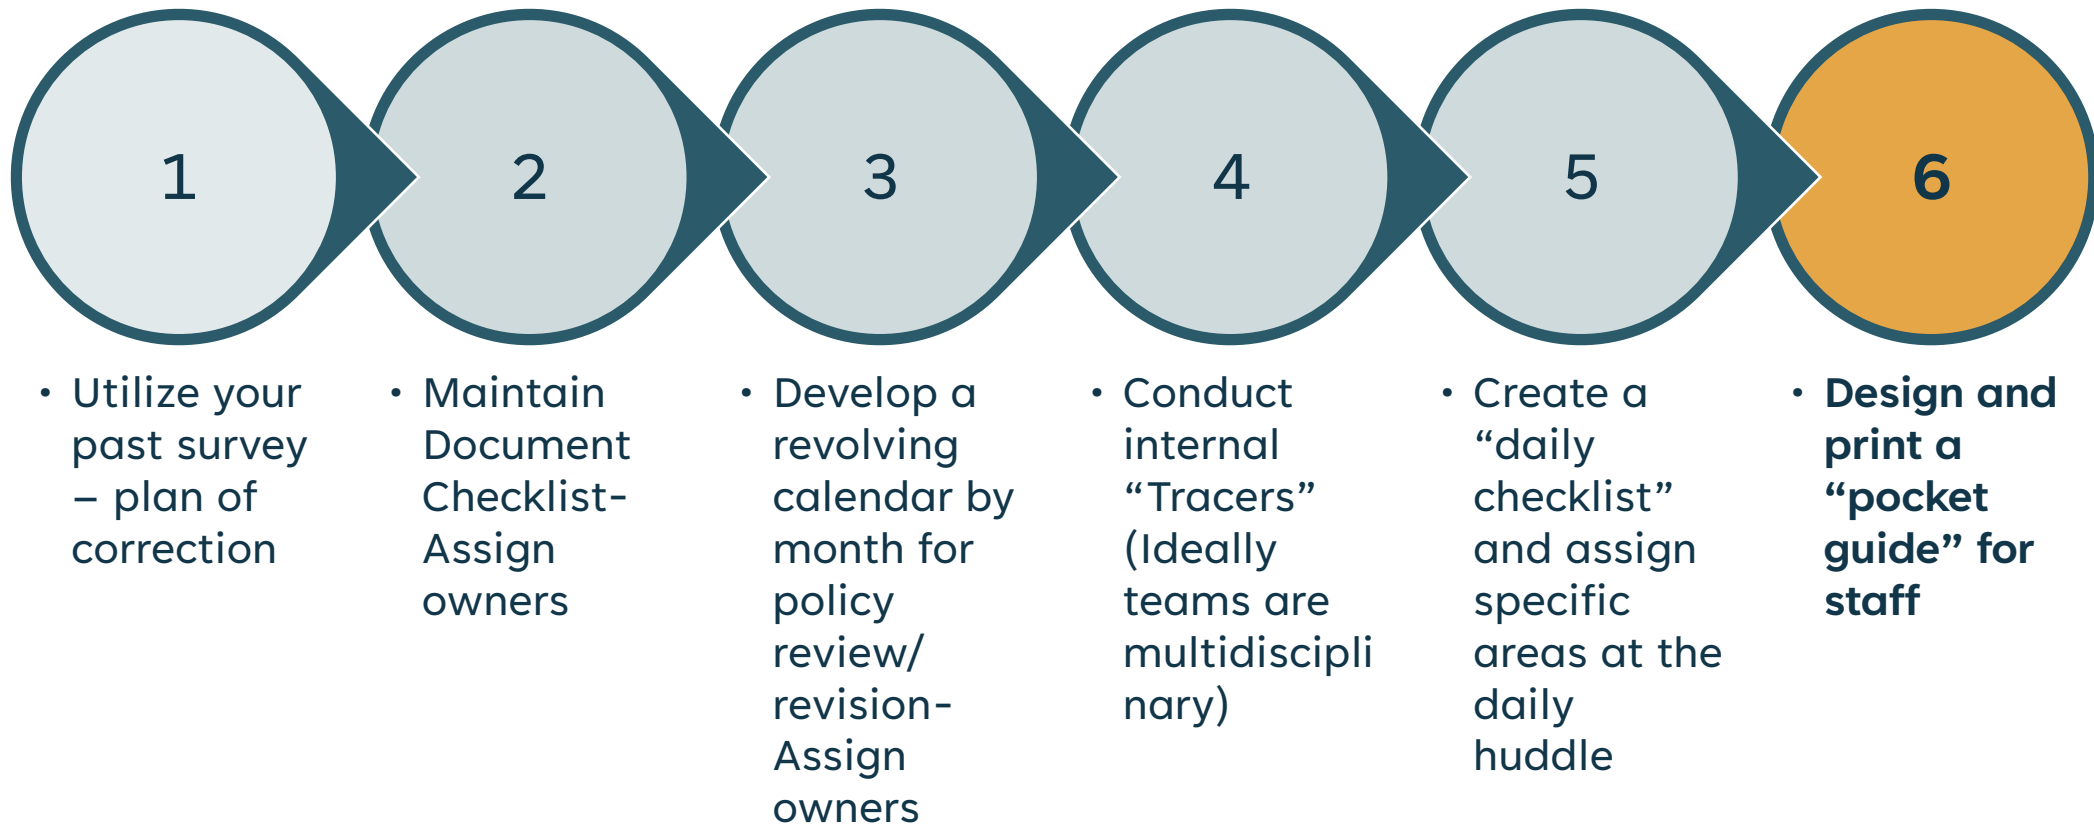 1
2
3
4
5
6
• Utilize your
past survey
– plan of
correction
• Maintain
Document
Checklist-
Assign
owners
• Develop a
revolving
calendar by
month for
policy
review/
revision-
Assign
owners
• Conduct
internal
“Tracers”
(Ideally
teams are
multidiscipli
nary)
• Create a
“daily
checklist”
and assign
specific
areas at the
daily
huddle
• Design and
print a
“pocket
guide” for
staff